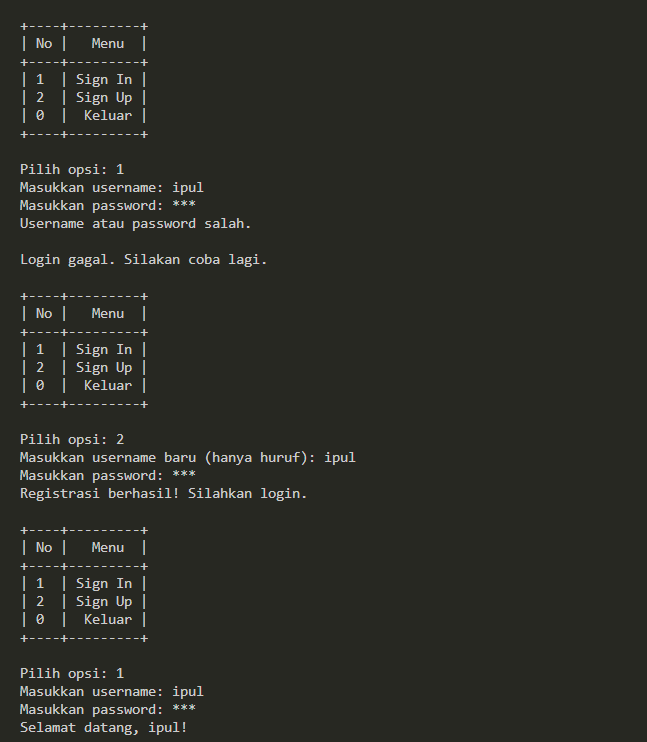 +----+---------+
| No |   Menu  |
+----+---------+
| 1  | Sign In |
| 2  | Sign Up |
| 0  |  Keluar |
+----+---------+
Pilih opsi: 1
Masukkan username: ipul
Masukkan password: ***
Username atau password salah.
Login gagal. Silakan coba lagi.
+----+---------+
| No |   Menu  |
+----+---------+
| 1  | Sign In |
| 2  | Sign Up |
| 0  |  Keluar |
+----+---------+
Pilih opsi: 2
Masukkan username baru (hanya huruf): ipul
Masukkan password: ***
Registrasi berhasil! Silahkan login.
+----+---------+
| No |   Menu  |
+----+---------+
| 1  | Sign In |
| 2  | Sign Up |
| 0  |  Keluar |
+----+---------+
Pilih opsi: 1
Masukkan username: ipul
Masukkan password: ***
Selamat datang, ipul!